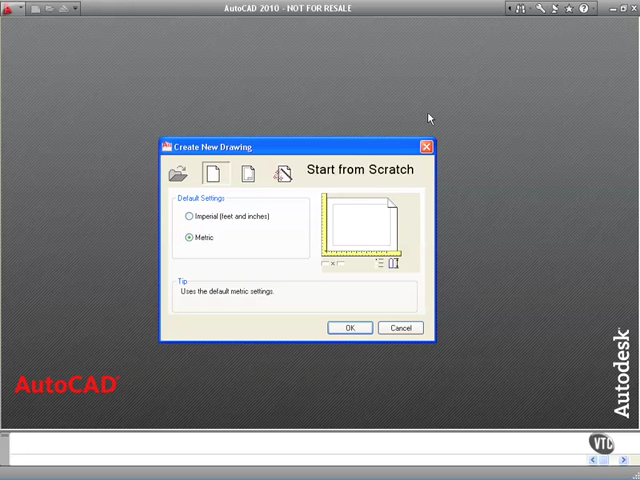 AutoCAD 2010 - NOT FOR RESALE
Create New Drawing
Start from Scratch
Default Settings
Imperial (feet and inches)
Metric
Tip
Uses the default metric settings.
OK
Cancel
AutoCAD
Autodesk
VTC